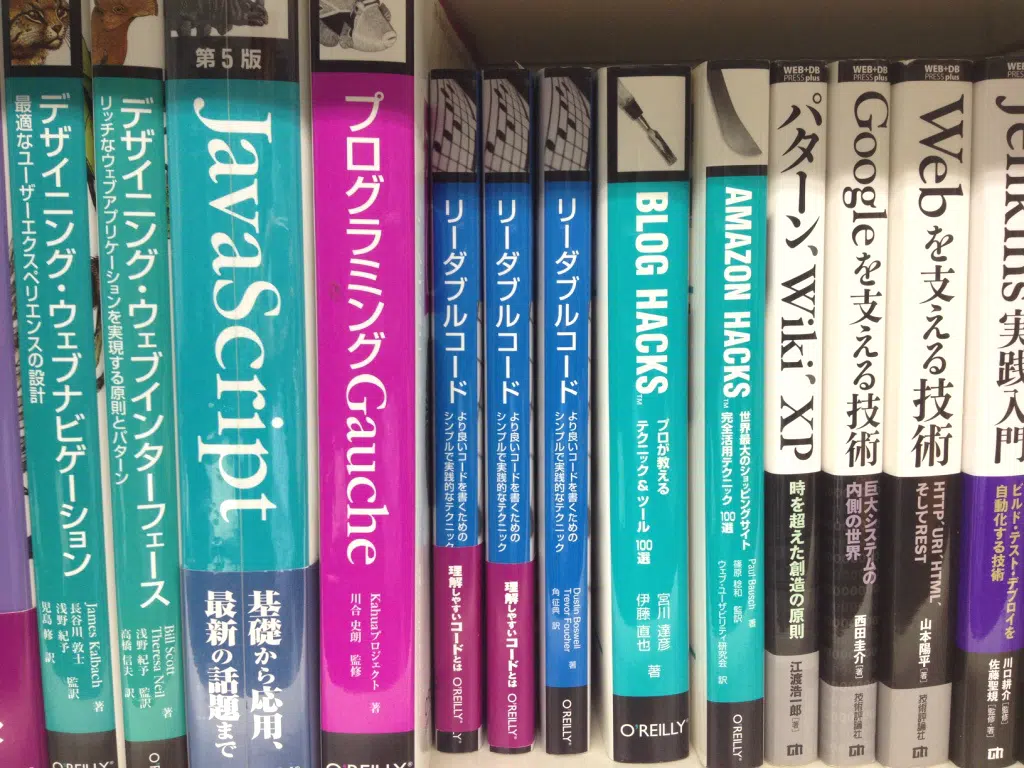 デザイニング・ウェブナビゲーション
最適なユーザーエクスペリエンスの設計
James Kalbach 著
長谷川 敦士 監訳
浅野 紀予
児島 修 訳
O'REILLY
デザイニング・ウェブインターフェース
リッチなウェブアプリケーションを実現する原則とパターン
Bill Scott
Theresa Neil 著
浅野 紀予 監訳
高橋 信夫 訳
第5版
JavaScript
基礎から応用、
最新の話題まで
プログラミングGauche
Kahuaプロジェクト 著
川合 史朗 監修
O'REILLY
リーダブルコード
より良いコードを書くための
シンプルで実践的なテクニック
理解しやすいコードとは
O'REILLY
リーダブルコード
より良いコードを書くための
シンプルで実践的なテクニック
理解しやすいコードとは
O'REILLY
リーダブルコード
より良いコードを書くための
シンプルで実践的なテクニック
Dustin Boswell
Trevor Foucher 著
角 征典 訳
O'REILLY
BLOG HACKS™
プロが教える
テクニック&ツール 100選
宮川 達彦
伊藤 直也 著
O'REILLY
AMAZON HACKS™
世界最大のショッピングサイト
完全活用テクニック 100選
Paul Bausch 著
篠原 稔和 監訳
ウェブ・ユーザビリティ研究会 訳
O'REILLY
WEB+DB
PRESS plus
パターン、Wiki、XP
時を超えた創造の原則
江渡浩一郎[著]
WEB+DB
PRESS plus
Googleを支える技術
巨大システムの
内側の世界
西田圭介[著]
技術評論社
WEB+DB
PRESS plus
Webを支える技術
HTTP、URI、HTML、
そしてREST
山本陽平[著]
技術評論社
WEB+DB
PRESS plus
Jenkins実践入門
ビルド・テスト・デプロイを
自動化する技術
川口耕介[監修]
佐藤聖規[監修・著]